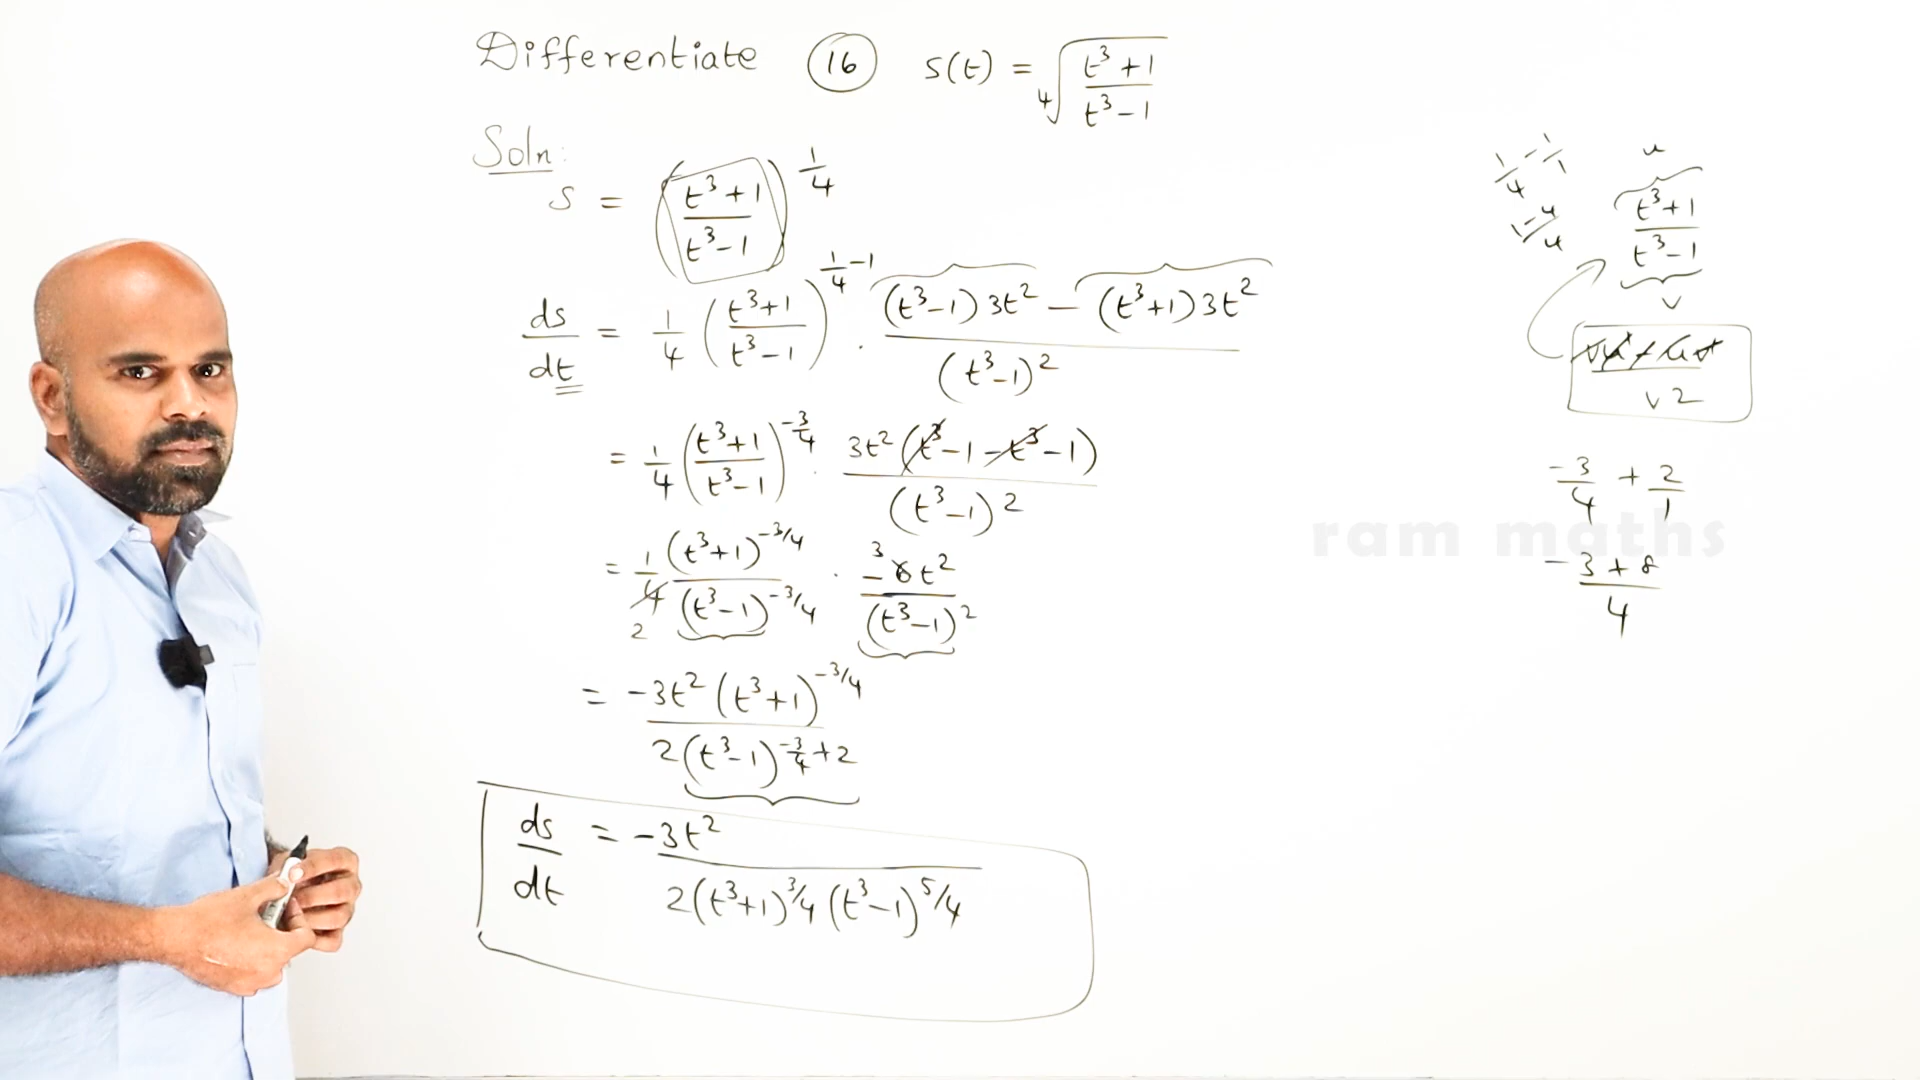 Differentiate 16 s(t) = ⁴√((t³+1)/(t³-1))
Soln:
s = ((t³+1)/(t³-1))^(1/4)
ds/dt = 1/4 ((t³+1)/(t³-1))^(1/4 -1) · ((t³-1)3t² - (t³+1)3t²)/(t³-1)²
= 1/4 ((t³+1)/(t³-1))^(-3/4) · 3t²(t³-1-t³-1)/(t³-1)²
= 1/4 2 (t³+1)^(-3/4)/(t³-1)^(-3/4) · 3 -6t²/(t³-1)²
= -3t²(t³+1)^(-3/4)/2(t³-1)^(-3/4 +2)
ds/dt = -3t²/2(t³+1)^(3/4)(t³-1)^(5/4)
1/4 - 1/1
1-4/4
u
(t³+1)/(t³-1)
v
v2
-3/4 + 2/1
ram maths
(-3+8)/4